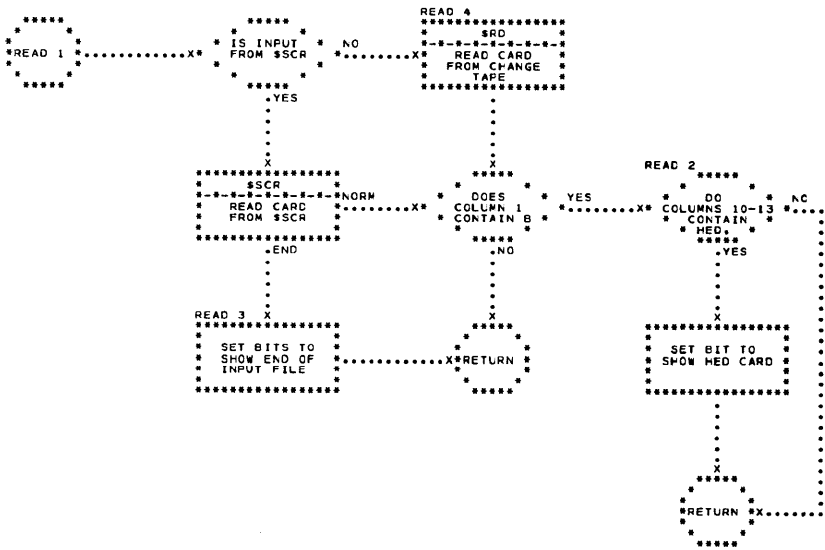 READ 4
READ 1
IS INPUT
FROM $SCR
NO
$RD
READ CARD
FROM CHANGE
TAPE
YES
READ 2
$SCR
READ CARD
FROM $SCR
NORM
DOES
COLUMN 1
CONTAIN B
YES
DO
COLUMNS 10-13
CONTAIN
HED.
NO
END
NO
YES
READ 3
SET BITS TO
SHOW END OF
INPUT FILE
RETURN
SET BIT TO
SHOW HED CARD
RETURN